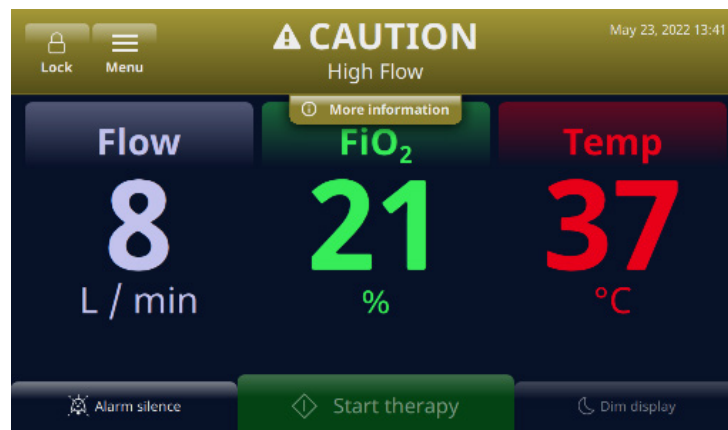 CAUTION
High Flow
May 23, 2022 13:41
Lock
Menu
More information
Flow
FiO₂
Temp
8
21
37
L / min
%
°C
Alarm silence
Start therapy
Dim display